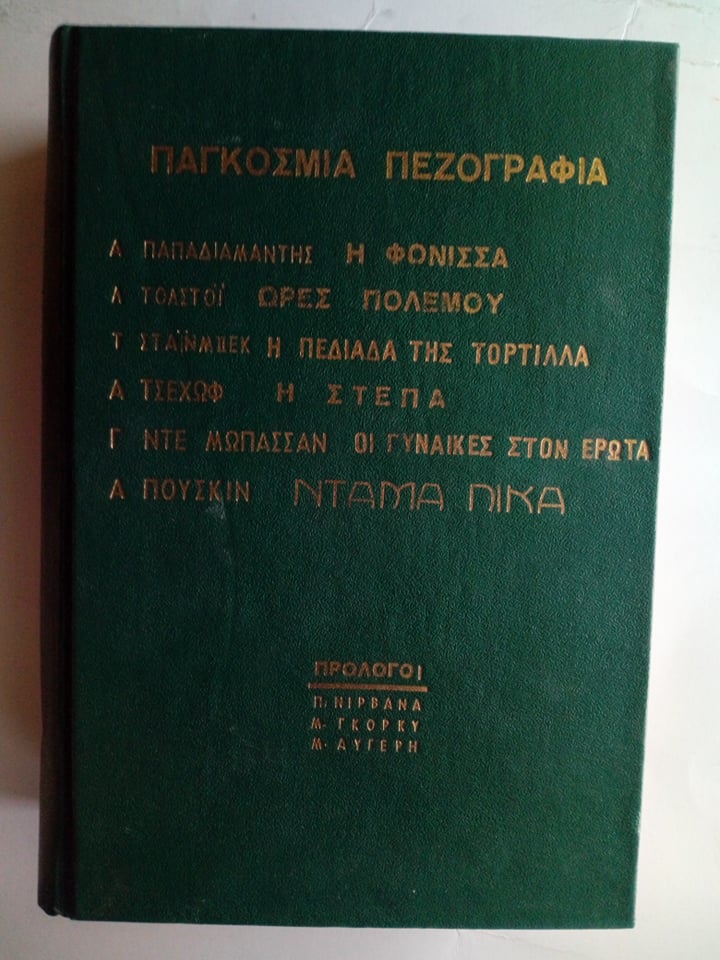 ΠΑΓΚΟΣΜΙΑ ΠΕΖΟΓΡΑΦΙΑ
Α ΠΑΠΑΔΙΑΜΑΝΤΗΣ Η ΦΟΝΙΣΣΑ
Λ ΤΟΛΣΤΟΪ ΩΡΕΣ ΠΟΛΕΜΟΥ
Τ ΣΤΑΪΝΜΠΕΚ Η ΠΕΔΙΑΔΑ ΤΗΣ ΤΟΡΤΙΛΛΑ
Α ΤΣΕΧΩΦ Η ΣΤΕΠΑ
Γ ΝΤΕ ΜΩΠΑΣΣΑΝ ΟΙ ΓΥΝΑΙΚΕΣ ΣΤΟΝ ΕΡΩΤΑ
Α ΠΟΥΣΚΙΝ ΝΤΑΜΑ ΠΙΚΑ
ΠΡΟΛΟΓΟΙ
Π. ΝΙΡΒΑΝΑ
Μ. ΓΚΟΡΚΥ
Μ. ΑΥΓΕΡΗ